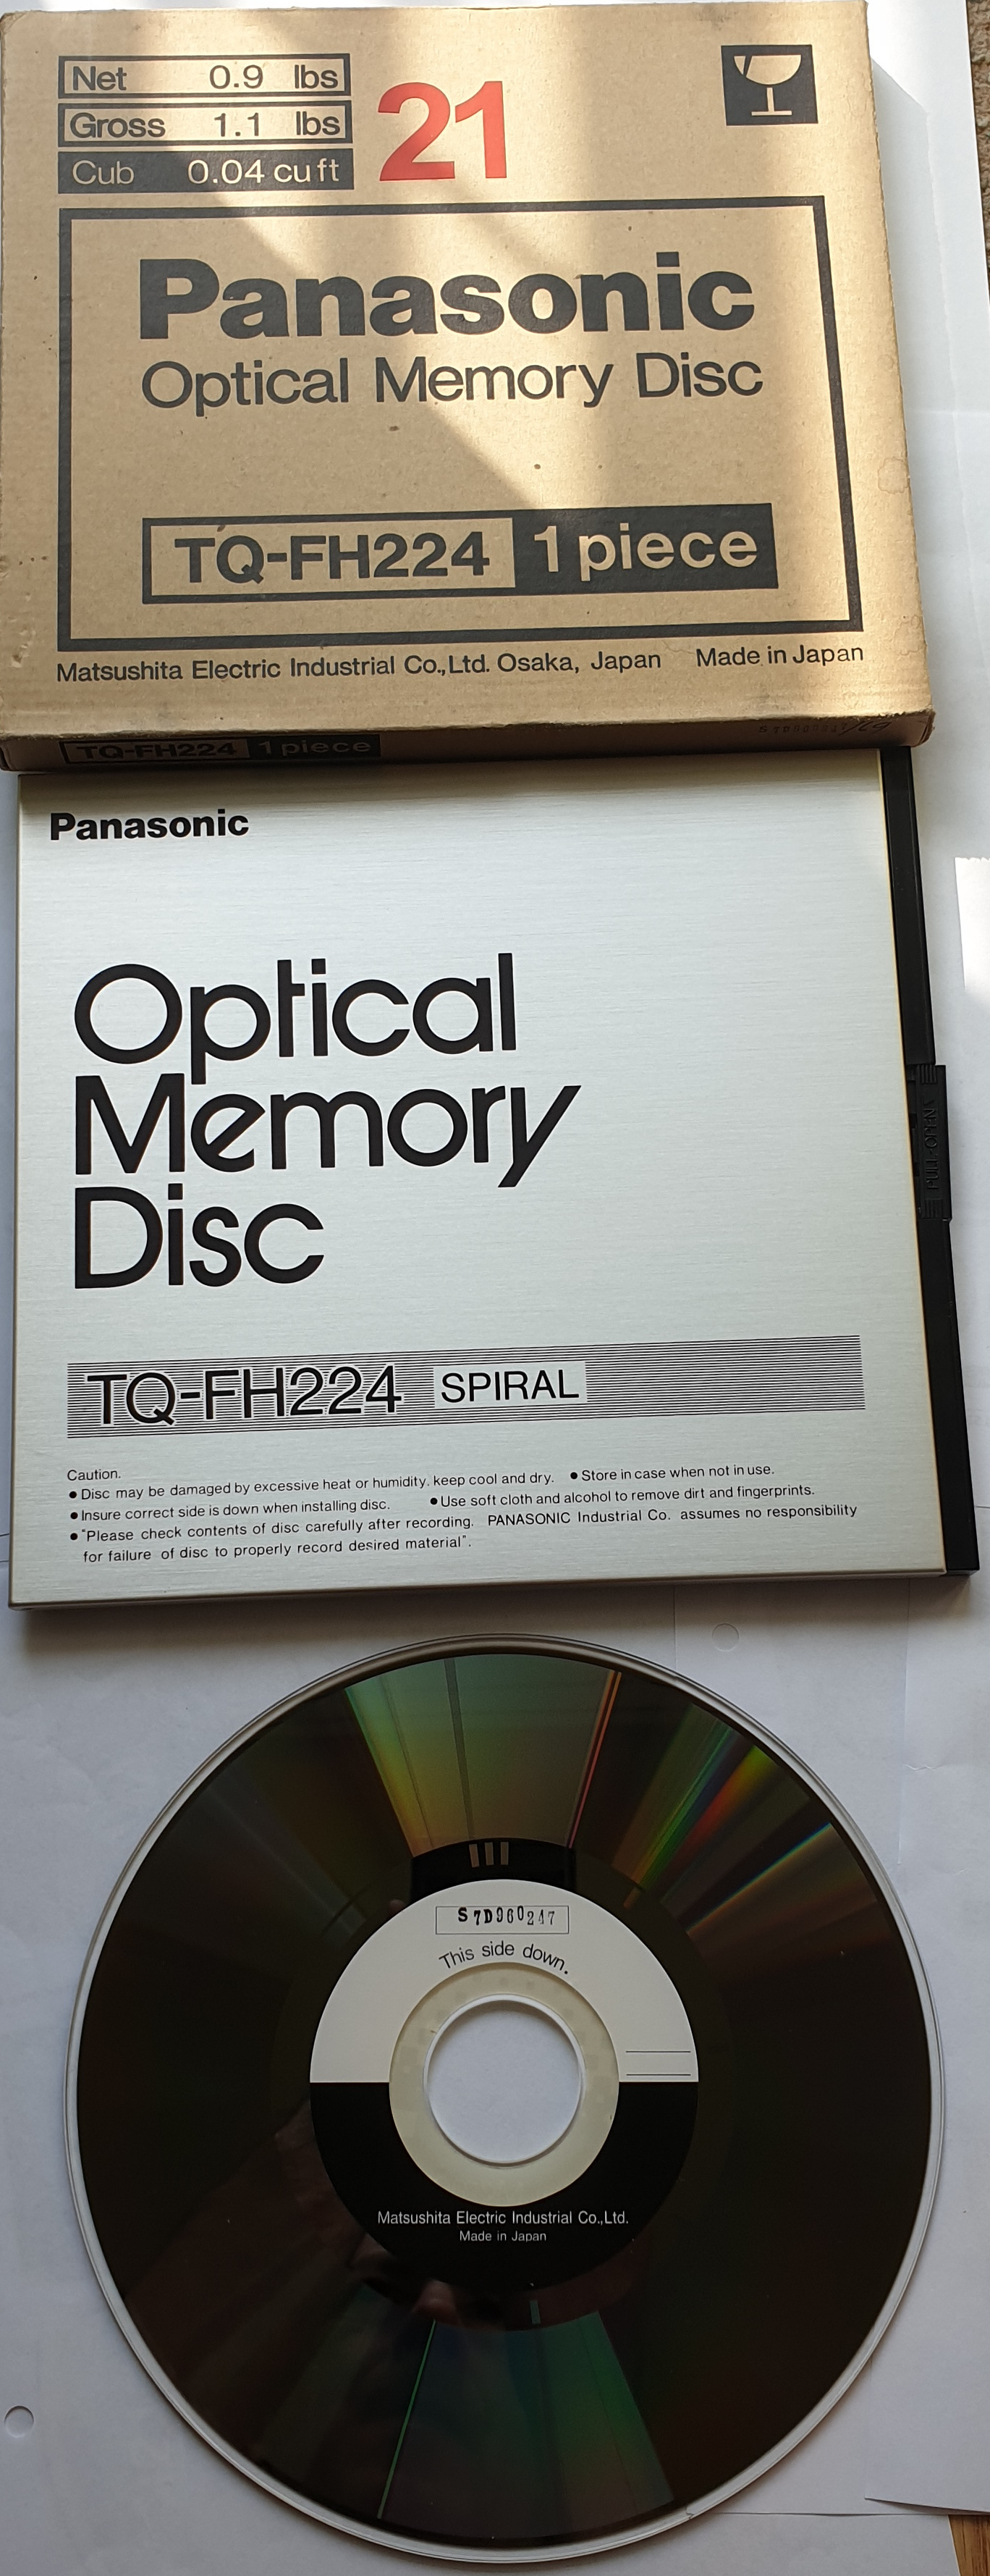 Net 0.9 lbs
Gross 1.1 lbs
Cub 0.04 cu ft
21
Panasonic
Optical Memory Disc
TQ-FH224 1 piece
Matsushita Electric Industrial Co.,Ltd. Osaka, Japan Made in Japan
TQ-FH224 1 piece
Panasonic
Optical
Memory
Disc
PULL-OPEN
TQ-FH224 SPIRAL
Caution.
● Disc may be damaged by excessive heat or humidity. keep cool and dry. ● Store in case when not in use.
● Insure correct side is down when installing disc. ● Use soft cloth and alcohol to remove dirt and fingerprints.
● "Please check contents of disc carefully after recording. PANASONIC Industrial Co. assumes no responsibility
for failure of disc to properly record desired material".
S7D960247
This side down.
Matsushita Electric Industrial Co.,Ltd.
Made in Japan